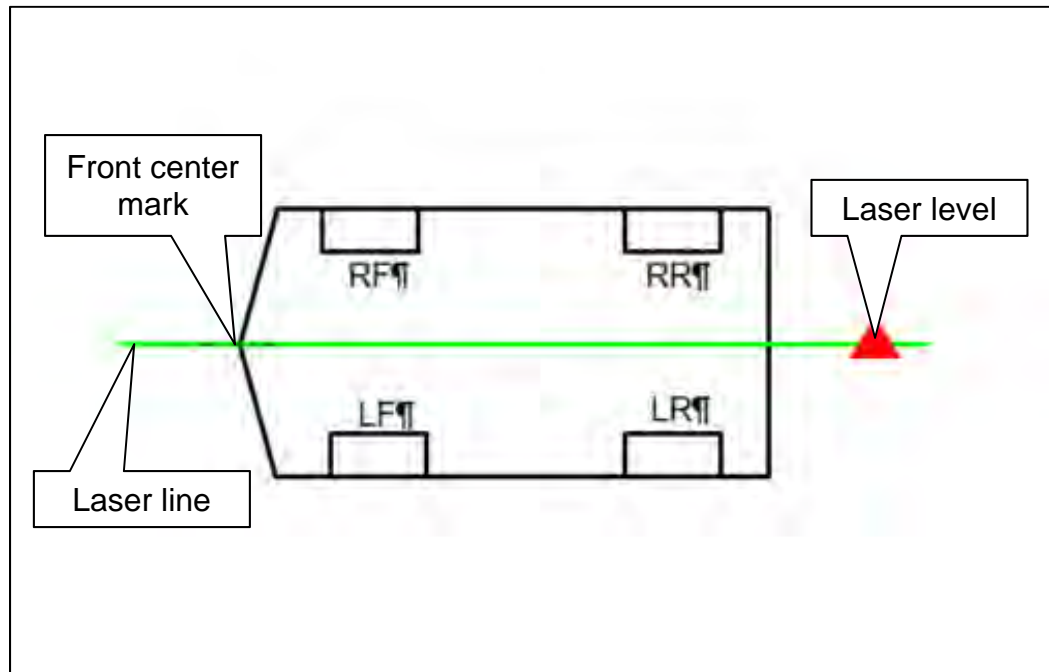 Front center
mark
Laser level
RF¶
RR¶
LF¶
LR¶
Laser line